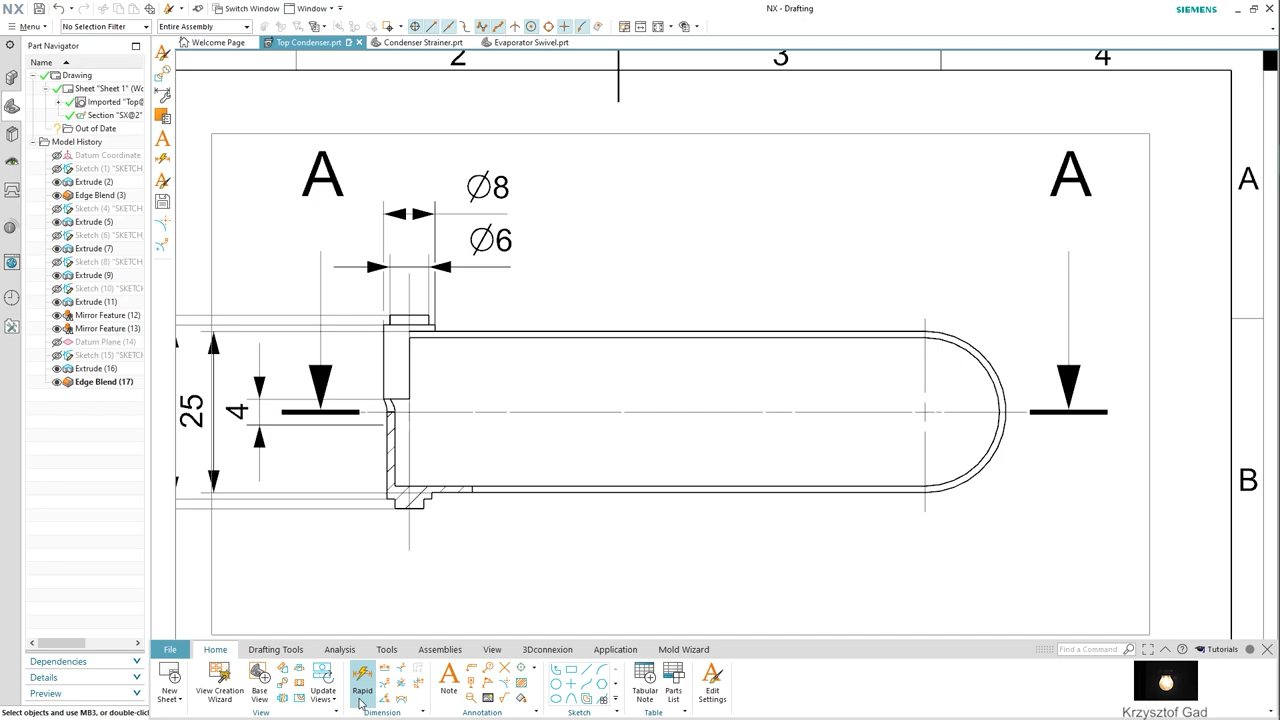 NX
Switch Window
Window
NX - Drafting
SIEMENS
Menu
No Selection Filter
Entire Assembly
Part Navigator
Welcome Page
Top Condenser.prt
Condenser Strainer.prt
Evaporator Swivel.prt
Name
Drawing
Sheet "Sheet 1" (Wo
Imported "Top@
Section "SX@2"
Out of Date
Model History
Datum Coordinate
Sketch (1) "SKETCH_
Extrude (2)
Edge Blend (3)
Sketch (4) "SKETCH_
Extrude (5)
Sketch (6) "SKETCH_
Extrude (7)
Sketch (8) "SKETCH_
Extrude (9)
Sketch (10) "SKETCH
Extrude (11)
Mirror Feature (12)
Mirror Feature (13)
Datum Plane (14)
Sketch (15) "SKETCH
Extrude (16)
Edge Blend (17)
2
3
4
A
A
A
Ø8
Ø6
25
4
B
Dependencies
Details
Preview
File
Home
Drafting Tools
Analysis
Tools
Assemblies
View
3Dconnexion
Application
Mold Wizard
Find a Command
Tutorials
New
Sheet
View Creation
Wizard
Base
View
Update
Views
View
Rapid
Dimension
Note
Annotation
Sketch
Tabular
Note
Parts
List
Table
Edit
Settings
Select objects and use MB3, or double-click
Krzysztof Gad